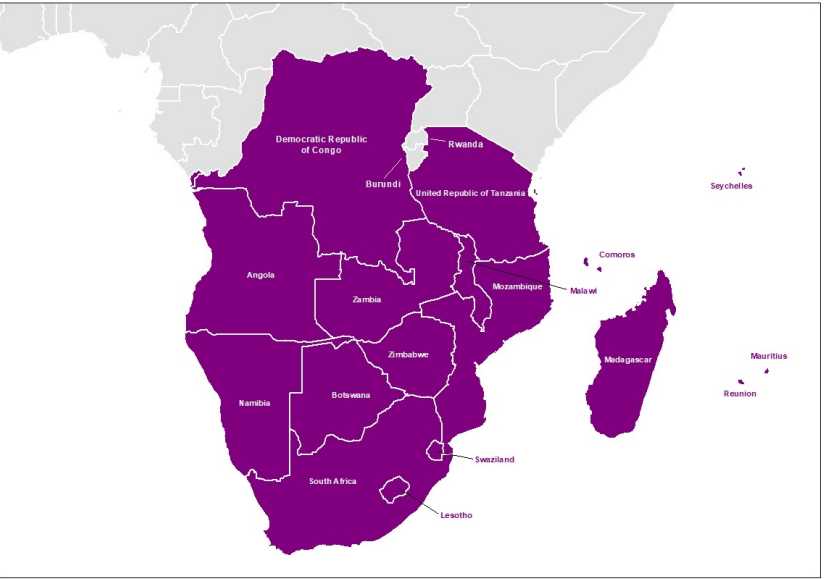 Democratic Republic
of Congo
Rwanda
Burundi
United Republic of Tanzania
Seychelles
Comoros
Angola
Mozambique
Malawi
Zambia
Zimbabwe
Madagascar
Mauritius
Reunion
Botswana
Namibia
Swaziland
South Africa
Lesotho